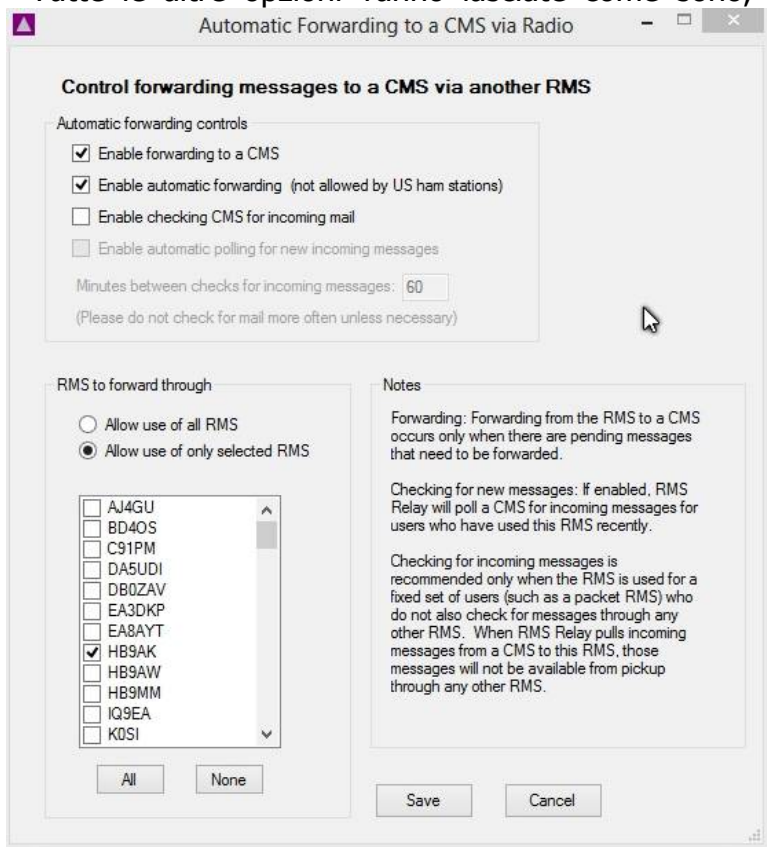 Tutte le altre opzioni vanno lasciate come sono,
Automatic Forwarding to a CMS via Radio
Control forwarding messages to a CMS via another RMS
Automatic forwarding controls
Enable forwarding to a CMS
Enable automatic forwarding (not allowed by US ham stations)
Enable checking CMS for incoming mail
Enable automatic polling for new incoming messages
Minutes between checks for incoming messages: 60
(Please do not check for mail more often unless necessary)
RMS to forward through
Allow use of all RMS
Allow use of only selected RMS
AJ4GU
BD4OS
C91PM
DA5UDI
DB0ZAV
EA3DKP
EA8AYT
HB9AK
HB9AW
HB9MM
IQ9EA
K0SI
All None
Notes
Forwarding: Forwarding from the RMS to a CMS
occurs only when there are pending messages
that need to be forwarded.
Checking for new messages: If enabled, RMS
Relay will poll a CMS for incoming messages for
users who have used this RMS recently.
Checking for incoming messages is
recommended only when the RMS is used for a
fixed set of users (such as a packet RMS) who
do not also check for messages through any
other RMS. When RMS Relay pulls incoming
messages from a CMS to this RMS, those
messages will not be available from pickup
through any other RMS.
Save Cancel